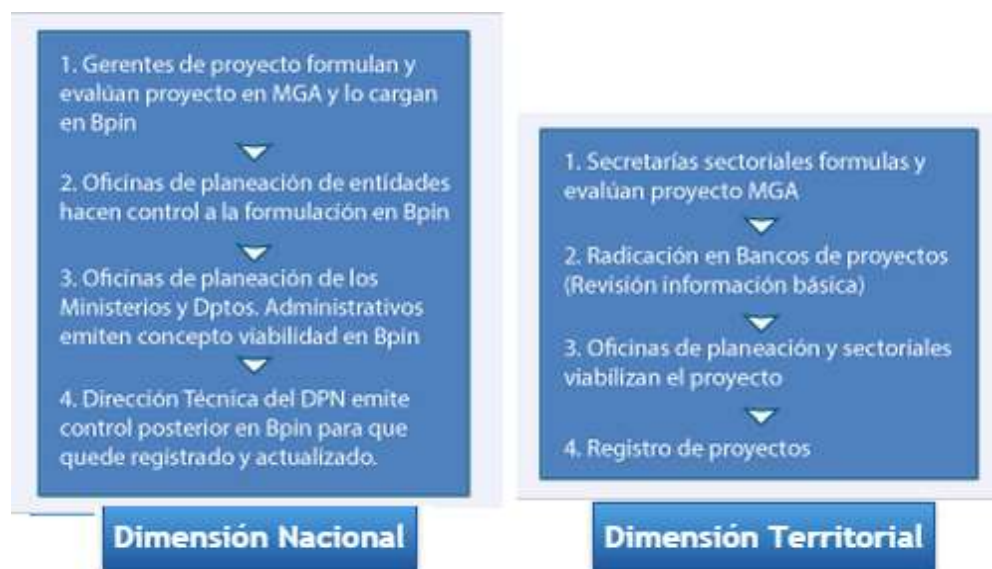 1. Gerentes de proyecto formulan y
evalúan proyecto en MGA y lo cargan
en Bpin
2. Oficinas de planeación de entidades
hacen control a la formulación en Bpin
3. Oficinas de planeación de los
Ministerios y Dptos. Administrativos
emiten concepto viabilidad en Bpin
4. Dirección Técnica del DPN emite
control posterior en Bpin para que
quede registrado y actualizado.
Dimensión Nacional
1. Secretarías sectoriales formulas y
evalúan proyecto MGA
2. Radicación en Bancos de proyectos
(Revisión información básica)
3. Oficinas de planeación y sectoriales
viabilizan el proyecto
4. Registro de proyectos
Dimensión Territorial